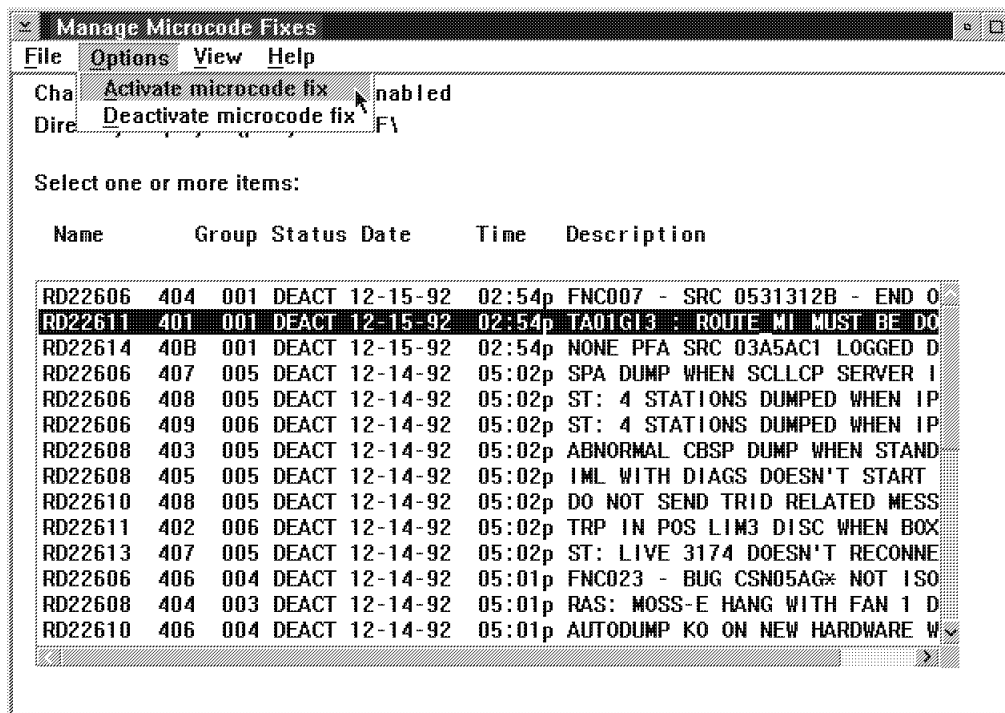 Manage Microcode Fixes
File Options View Help
Activate microcode fix
Deactivate microcode fix
Cha nabled
Dire F\
Select one or more items:
Name Group Status Date Time Description
RD22606 404 001 DEACT 12-15-92 02:54p FNC007 - SRC 0531312B - END O
RD22611 401 001 DEACT 12-15-92 02:54p TA01GI3 : ROUTE_MI MUST BE DO
RD22614 40B 001 DEACT 12-15-92 02:54p NONE PFA SRC 03A5AC1 LOGGED D
RD22606 407 005 DEACT 12-14-92 05:02p SPA DUMP WHEN SCLLCP SERVER I
RD22606 408 005 DEACT 12-14-92 05:02p ST: 4 STATIONS DUMPED WHEN IP
RD22606 409 006 DEACT 12-14-92 05:02p ST: 4 STATIONS DUMPED WHEN IP
RD22608 403 005 DEACT 12-14-92 05:02p ABNORMAL CBSP DUMP WHEN STAND
RD22608 405 005 DEACT 12-14-92 05:02p IML WITH DIAGS DOESN'T START
RD22610 408 005 DEACT 12-14-92 05:02p DO NOT SEND TRID RELATED MESS
RD22611 402 006 DEACT 12-14-92 05:02p TRP IN POS LIM3 DISC WHEN BOX
RD22613 407 005 DEACT 12-14-92 05:02p ST: LIVE 3174 DOESN'T RECONNE
RD22606 406 004 DEACT 12-14-92 05:01p FNC023 - BUG CSN05AG* NOT ISO
RD22608 404 003 DEACT 12-14-92 05:01p RAS: MOSS-E HANG WITH FAN 1 D
RD22610 406 004 DEACT 12-14-92 05:01p AUTODUMP KO ON NEW HARDWARE W